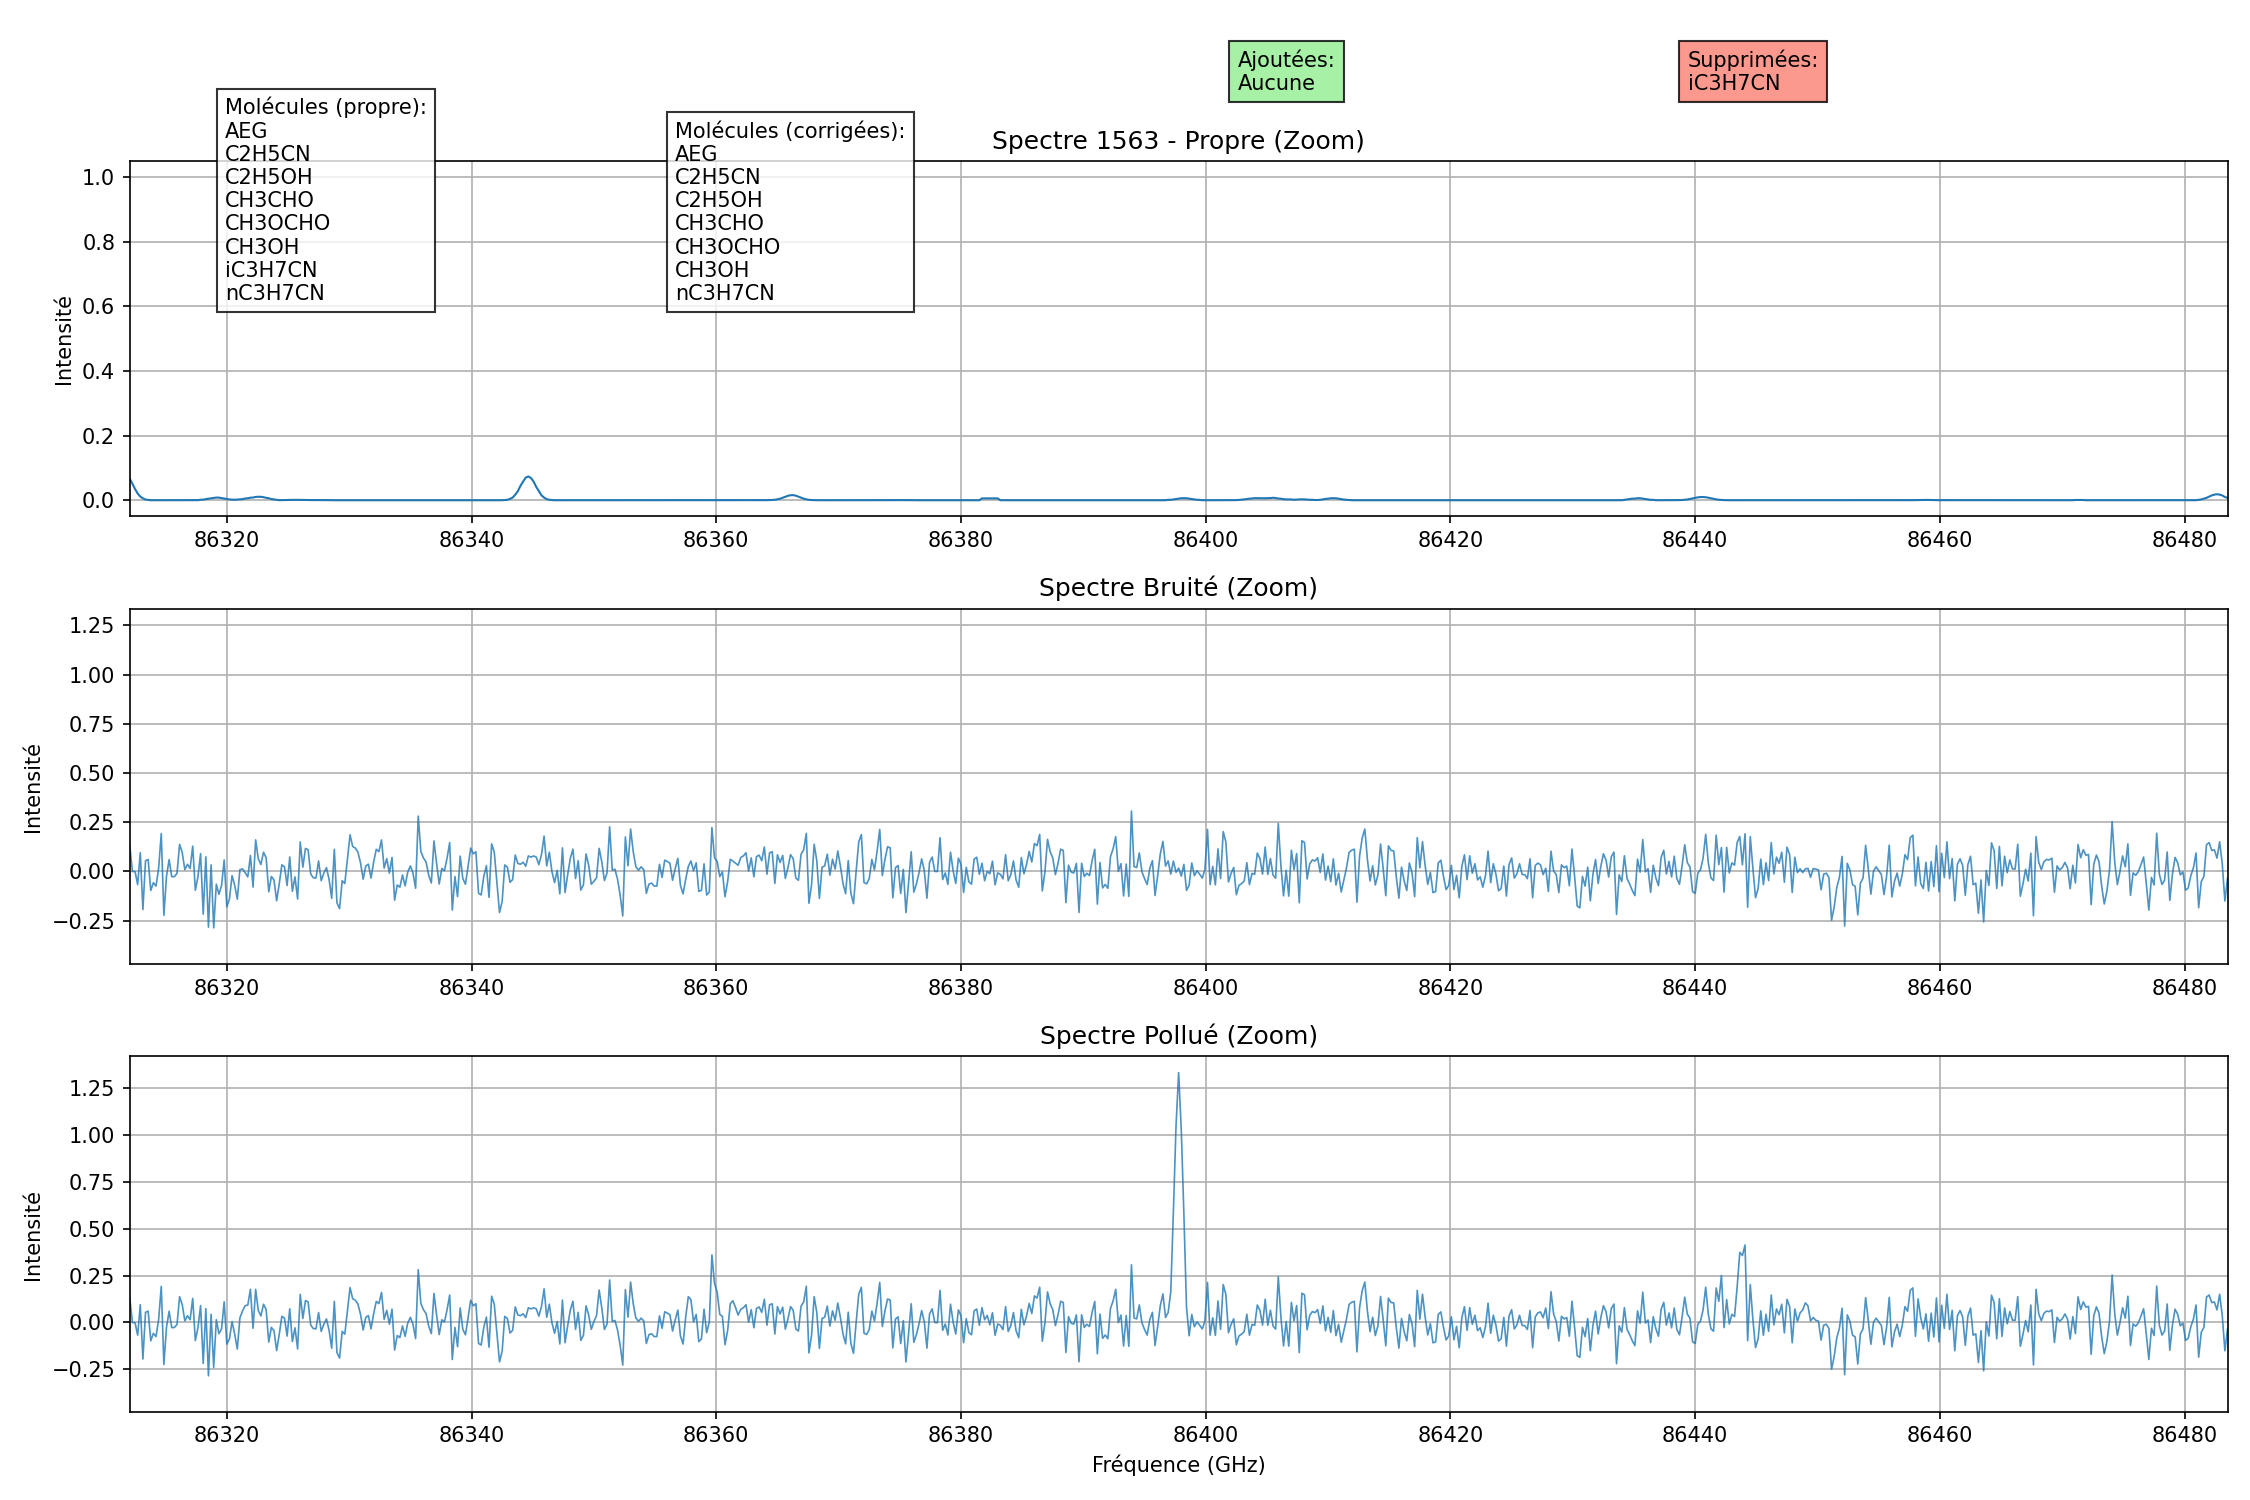 Ajoutées:
Aucune
Supprimées:
iC3H7CN
Molécules (propre):
AEG
C2H5CN
C2H5OH
CH3CHO
CH3OCHO
CH3OH
iC3H7CN
nC3H7CN
Molécules (corrigées):
AEG
C2H5CN
C2H5OH
CH3CHO
CH3OCHO
CH3OH
nC3H7CN
Spectre 1563 - Propre (Zoom)
Intensité
1.0
0.8
0.6
0.4
0.2
0.0
86320 86340 86360 86380 86400 86420 86440 86460 86480
Spectre Bruité (Zoom)
Intensité
1.25
1.00
0.75
0.50
0.25
0.00
−0.25
86320 86340 86360 86380 86400 86420 86440 86460 86480
Spectre Pollué (Zoom)
Intensité
1.25
1.00
0.75
0.50
0.25
0.00
−0.25
86320 86340 86360 86380 86400 86420 86440 86460 86480
Fréquence (GHz)